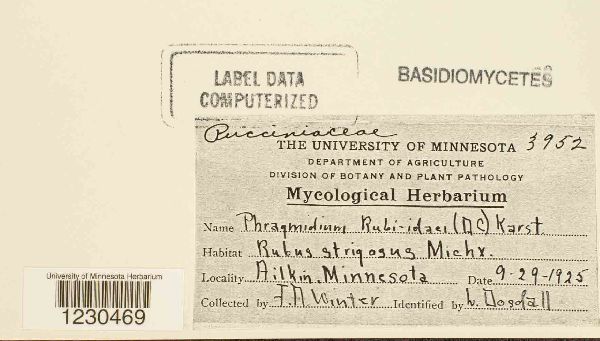 LABEL DATA
COMPUTERIZED
BASIDIOMYCETES
Pucciniaceae
3952
THE UNIVERSITY OF MINNESOTA
DEPARTMENT OF AGRICULTURE
DIVISION OF BOTANY AND PLANT PATHOLOGY
Mycological Herbarium
Name Phragmidium Rubi-idaei (DC) Karst
Habitat Rubus strigosus Michx.
Locality Aitkin, Minnesota Date 9-29-1925
Collected by F.A. Winter Identified by L. Dosdall
University of Minnesota Herbarium
1230469